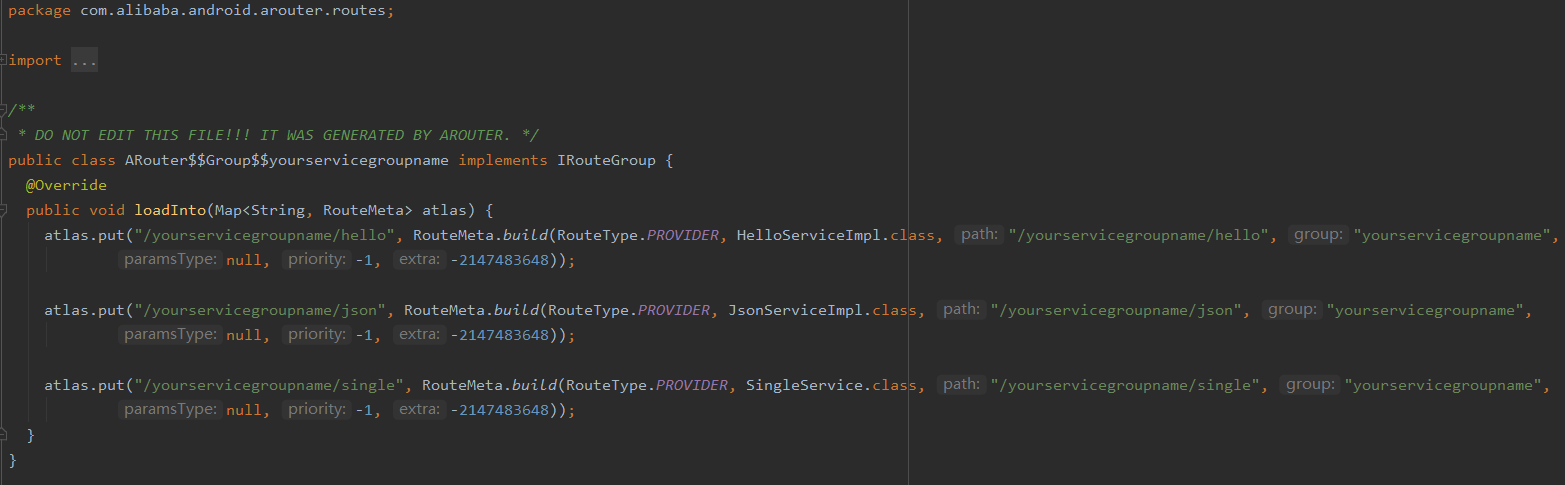 package com.alibaba.android.arouter.routes;
import ...
/**
* DO NOT EDIT THIS FILE!!! IT WAS GENERATED BY AROUTER. */
public class ARouter$$Group$$yourservicegroupname implements IRouteGroup {
@Override
public void loadInto(Map<String, RouteMeta> atlas) {
atlas.put("/yourservicegroupname/hello", RouteMeta.build(RouteType.PROVIDER, HelloServiceImpl.class, path: "/yourservicegroupname/hello", group: "yourservicegroupname",
paramsType: null, priority: -1, extra: -2147483648));
atlas.put("/yourservicegroupname/json", RouteMeta.build(RouteType.PROVIDER, JsonServiceImpl.class, path: "/yourservicegroupname/json", group: "yourservicegroupname",
paramsType: null, priority: -1, extra: -2147483648));
atlas.put("/yourservicegroupname/single", RouteMeta.build(RouteType.PROVIDER, SingleService.class, path: "/yourservicegroupname/single", group: "yourservicegroupname",
paramsType: null, priority: -1, extra: -2147483648));
}
}